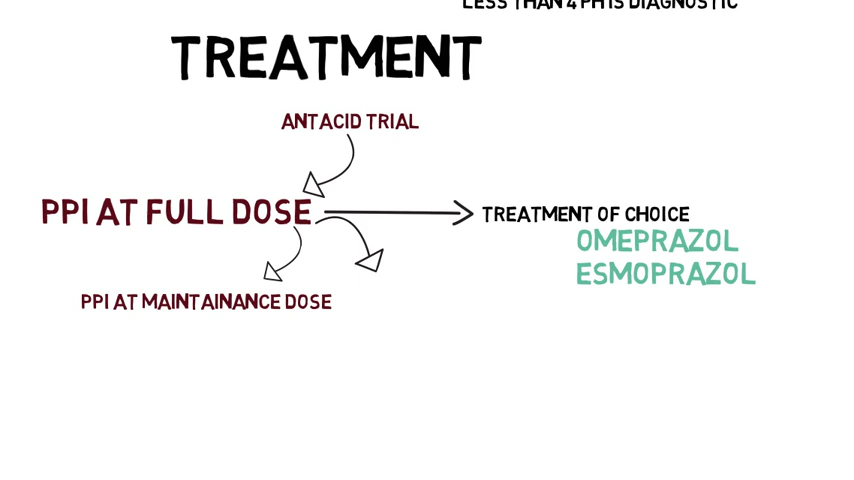 LESS THAN 4 PH IS DIAGNOSTIC
TREATMENT
ANTACID TRIAL
PPI AT FULL DOSE
TREATMENT OF CHOICE
OMEPRAZOL
ESMOPRAZOL
PPI AT MAINTAINANCE DOSE